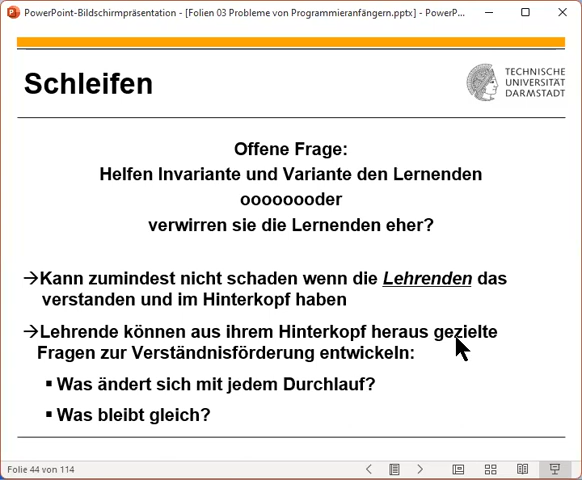 PowerPoint-Bildschirmpräsentation - [Folien 03 Probleme von Programmieranfängern.pptx] - PowerP...
Schleifen
TECHNISCHE
UNIVERSITÄT
DARMSTADT
Offene Frage:
Helfen Invariante und Variante den Lernenden
ooooooooder
verwirren sie die Lernenden eher?
→Kann zumindest nicht schaden wenn die Lehrenden das
verstanden und im Hinterkopf haben
→Lehrende können aus ihrem Hinterkopf heraus gezielte
Fragen zur Verständnisförderung entwickeln:
▪ Was ändert sich mit jedem Durchlauf?
▪ Was bleibt gleich?
Folie 44 von 114